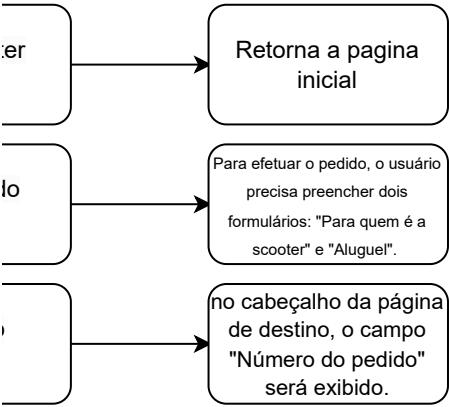 ter
Retorna a pagina
inicial
do
Para efetuar o pedido, o usuário
precisa preencher dois
formulários: "Para quem é a
scooter" e "Aluguel".
no cabeçalho da página
de destino, o campo
"Número do pedido"
será exibido.